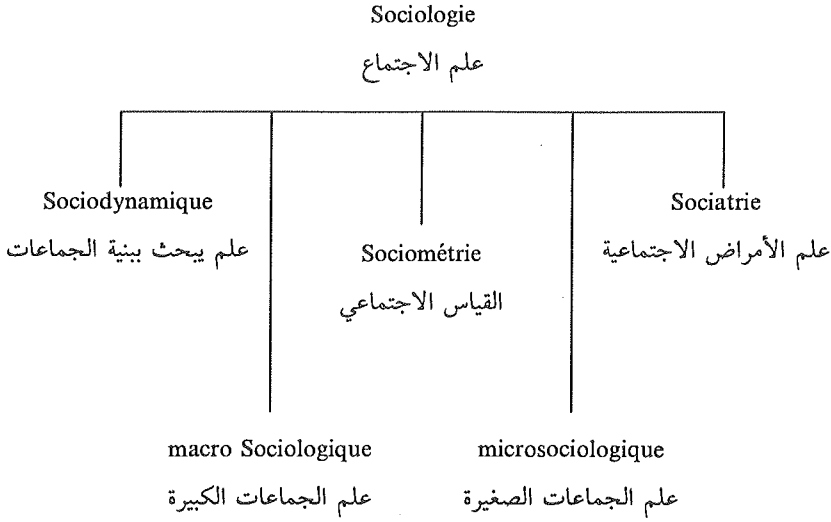 Sociologie
علم الاجتماع
Sociodynamique
علم يبحث ببنية الجماعات
Sociatrie
علم الأمراض الاجتماعية
Sociométrie
القياس الاجتماعي
macro Sociologique
علم الجماعات الكبيرة
microsociologique
علم الجماعات الصغيرة